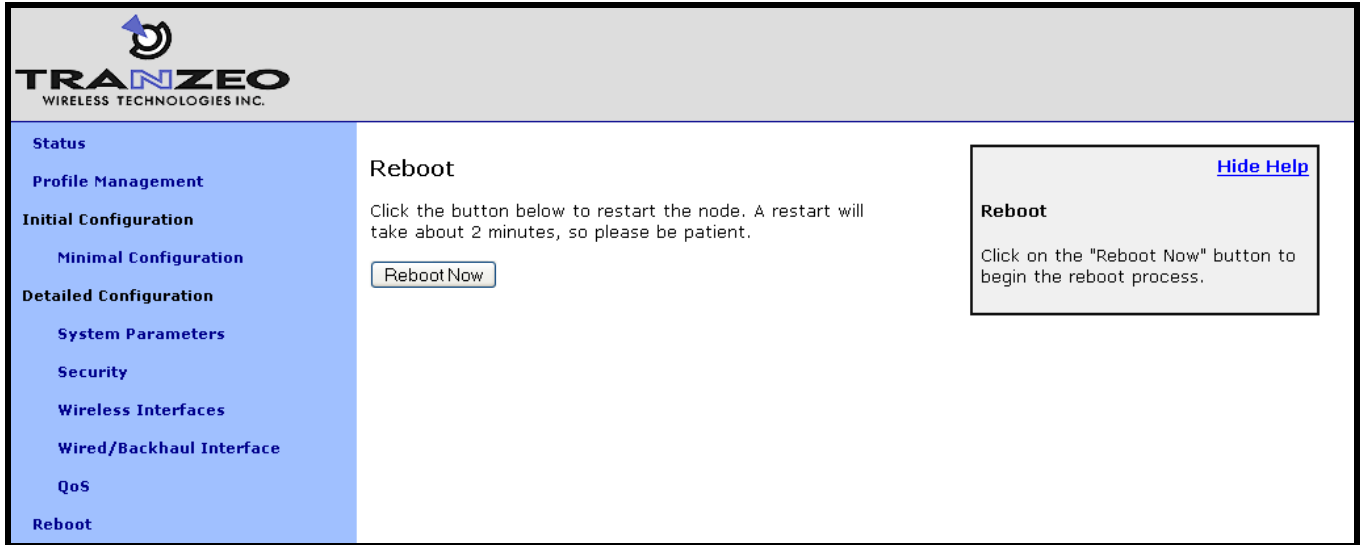 TRANZEO
WIRELESS TECHNOLOGIES INC.
Status
Profile Management
Initial Configuration
Minimal Configuration
Detailed Configuration
System Parameters
Security
Wireless Interfaces
Wired/Backhaul Interface
QoS
Reboot
Reboot
Click the button below to restart the node. A restart will
take about 2 minutes, so please be patient.
Reboot Now
Hide Help
Reboot
Click on the "Reboot Now" button to
begin the reboot process.